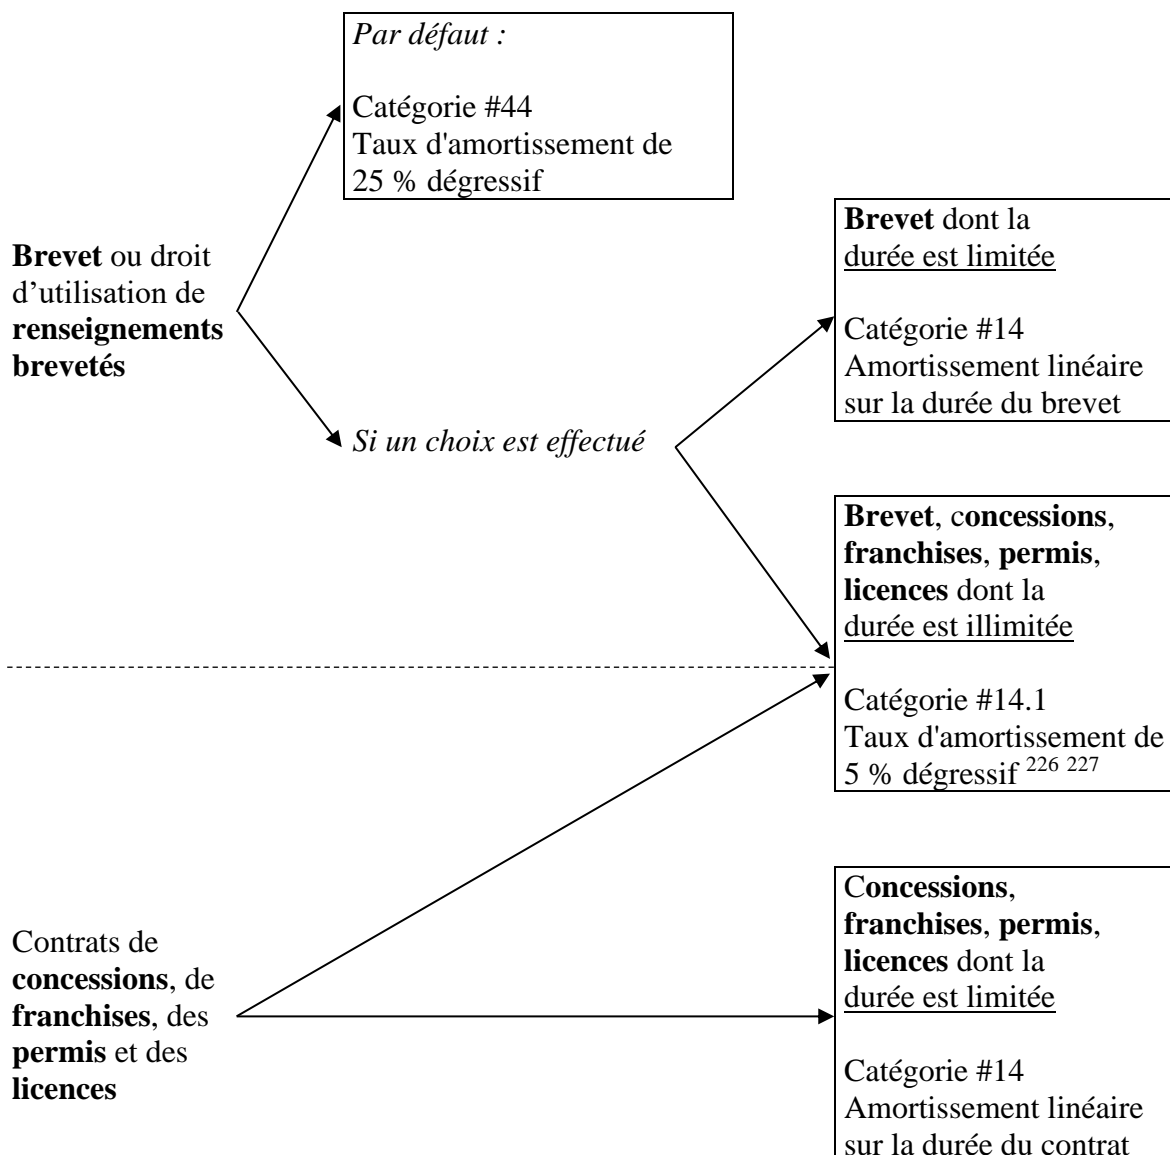 Par défaut :
Catégorie #44
Taux d'amortissement de
25 % dégressif
Brevet ou droit
d’utilisation de
renseignements
brevetés
Si un choix est effectué
Brevet dont la
durée est limitée
Catégorie #14
Amortissement linéaire
sur la durée du brevet
Brevet, concessions,
franchises, permis,
licences dont la
durée est illimitée
Catégorie #14.1
Taux d'amortissement de
5 % dégressif 226 227
Contrats de
concessions, de
franchises, des
permis et des
licences
Concessions,
franchises, permis,
licences dont la
durée est limitée
Catégorie #14
Amortissement linéaire
sur la durée du contrat